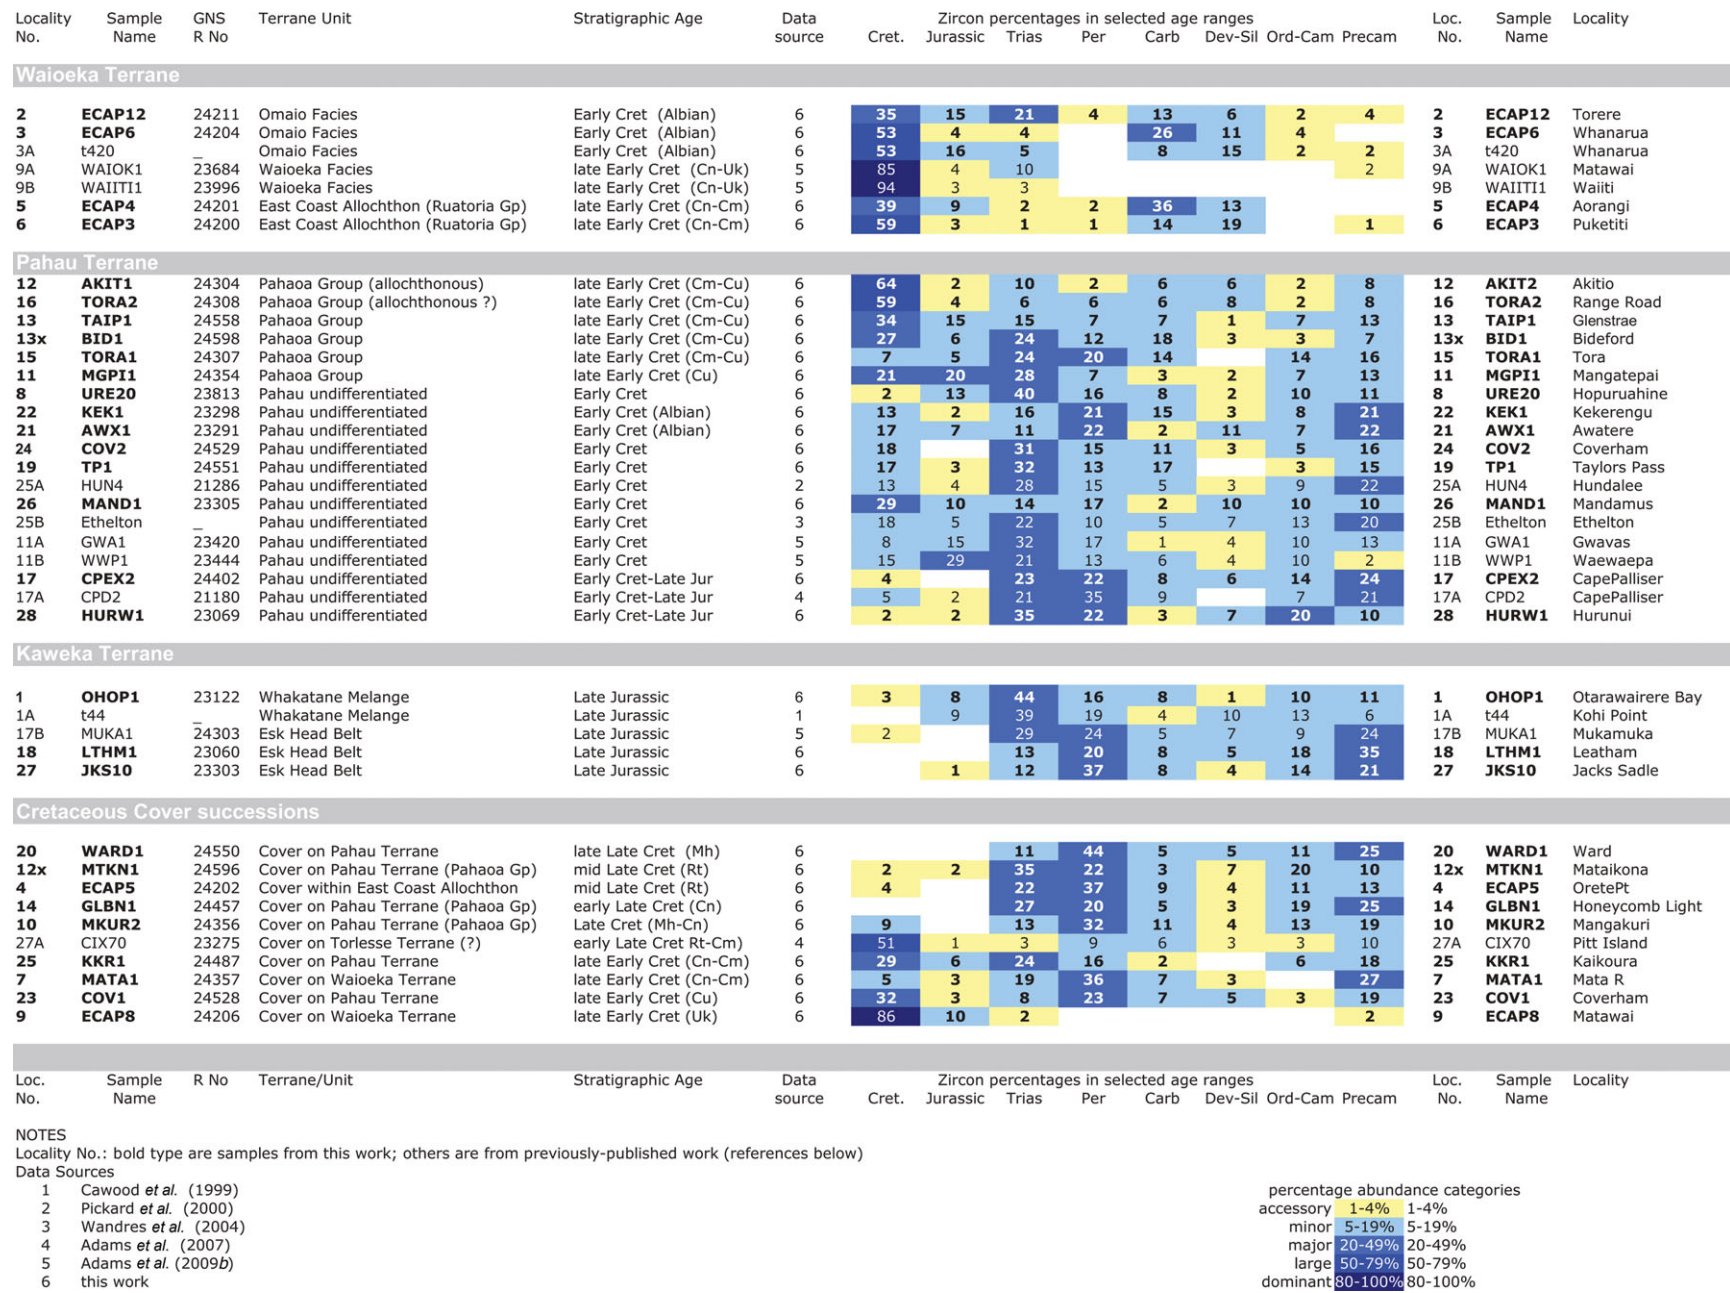 Locality Sample GNS Terrane Unit Stratigraphic Age Data Zircon percentages in selected age ranges Loc. Sample Locality
No. Name R No source Cret. Jurassic Trias Per Carb Dev-Sil Ord-Cam Precam No. Name
Waioeka Terrane
2 ECAP12 24211 Omaio Facies Early Cret (Albian) 6 35 15 21 4 13 6 2 4 2 ECAP12 Torere
3 ECAP6 24204 Omaio Facies Early Cret (Albian) 6 53 4 4 26 11 4 3 ECAP6 Whanarua
3A t420 _ Omaio Facies Early Cret (Albian) 6 53 16 5 8 15 2 2 3A t420 Whanarua
9A WAIOK1 23684 Waioeka Facies late Early Cret (Cn-Uk) 5 85 4 10 2 9A WAIOK1 Matawai
9B WAIITI1 23996 Waioeka Facies late Early Cret (Cn-Uk) 5 94 3 3 9B WAIITI1 Waiiti
5 ECAP4 24201 East Coast Allochthon (Ruatoria Gp) late Early Cret (Cn-Cm) 6 39 9 2 2 36 13 5 ECAP4 Aorangi
6 ECAP3 24200 East Coast Allochthon (Ruatoria Gp) late Early Cret (Cn-Cm) 6 59 3 1 1 14 19 1 6 ECAP3 Puketiti
Pahau Terrane
12 AKIT1 24304 Pahaoa Group (allochthonous) late Early Cret (Cm-Cu) 6 64 2 10 2 6 6 2 8 12 AKIT2 Akitio
16 TORA2 24308 Pahaoa Group (allochthonous ?) late Early Cret (Cm-Cu) 6 59 4 6 6 6 8 2 8 16 TORA2 Range Road
13 TAIP1 24558 Pahaoa Group late Early Cret (Cm-Cu) 6 34 15 15 7 7 1 7 13 13 TAIP1 Glenstrae
13x BID1 24598 Pahaoa Group late Early Cret (Cm-Cu) 6 27 6 24 12 18 3 3 7 13x BID1 Bideford
15 TORA1 24307 Pahaoa Group late Early Cret (Cm-Cu) 6 7 5 24 20 14 14 16 15 TORA1 Tora
11 MGPI1 24354 Pahaoa Group late Early Cret (Cu) 6 21 20 28 7 3 2 7 13 11 MGPI1 Mangatepai
8 URE20 23813 Pahau undifferentiated Early Cret 6 2 13 40 16 8 2 10 11 8 URE20 Hopuruahine
22 KEK1 23298 Pahau undifferentiated Early Cret (Albian) 6 13 2 16 21 15 3 8 21 22 KEK1 Kekerengu
21 AWX1 23291 Pahau undifferentiated Early Cret (Albian) 6 17 7 11 22 2 11 7 22 21 AWX1 Awatere
24 COV2 24529 Pahau undifferentiated Early Cret 6 18 31 15 11 3 5 16 24 COV2 Coverham
19 TP1 24551 Pahau undifferentiated Early Cret 6 17 3 32 13 17 3 15 19 TP1 Taylors Pass
25A HUN4 21286 Pahau undifferentiated Early Cret 2 13 4 28 15 5 3 9 22 25A HUN4 Hundalee
26 MAND1 23305 Pahau undifferentiated Early Cret 6 29 10 14 17 2 10 10 10 26 MAND1 Mandamus
25B Ethelton _ Pahau undifferentiated Early Cret 3 18 5 22 10 5 7 13 20 25B Ethelton Ethelton
11A GWA1 23420 Pahau undifferentiated Early Cret 5 8 15 32 17 1 4 10 13 11A GWA1 Gwavas
11B WWP1 23444 Pahau undifferentiated Early Cret 5 15 29 21 13 6 4 10 2 11B WWP1 Waewaepa
17 CPEX2 24402 Pahau undifferentiated Early Cret-Late Jur 6 4 23 22 8 6 14 24 17 CPEX2 CapePalliser
17A CPD2 21180 Pahau undifferentiated Early Cret-Late Jur 4 5 2 21 35 9 7 21 17A CPD2 CapePalliser
28 HURW1 23069 Pahau undifferentiated Early Cret-Late Jur 6 2 2 35 22 3 7 20 10 28 HURW1 Hurunui
Kaweka Terrane
1 OHOP1 23122 Whakatane Melange Late Jurassic 6 3 8 44 16 8 1 10 11 1 OHOP1 Otarawairere Bay
1A t44 _ Whakatane Melange Late Jurassic 1 9 39 19 4 10 13 6 1A t44 Kohi Point
17B MUKA1 24303 Esk Head Belt Late Jurassic 5 2 29 24 5 7 9 24 17B MUKA1 Mukamuka
18 LTHM1 23060 Esk Head Belt Late Jurassic 6 13 20 8 5 18 35 18 LTHM1 Leatham
27 JKS10 23303 Esk Head Belt Late Jurassic 6 1 12 37 8 4 14 21 27 JKS10 Jacks Sadle
Cretaceous Cover successions
20 WARD1 24550 Cover on Pahau Terrane late Late Cret (Mh) 6 11 44 5 5 11 25 20 WARD1 Ward
12x MTKN1 24596 Cover on Pahau Terrane (Pahaoa Gp) mid Late Cret (Rt) 6 2 2 35 22 3 7 20 10 12x MTKN1 Mataikona
4 ECAP5 24202 Cover within East Coast Allochthon mid Late Cret (Rt) 6 4 22 37 9 4 11 13 4 ECAP5 OretePt
14 GLBN1 24457 Cover on Pahau Terrane (Pahaoa Gp) early Late Cret (Cn) 6 27 20 5 3 19 25 14 GLBN1 Honeycomb Light
10 MKUR2 24356 Cover on Pahau Terrane (Pahaoa Gp) Late Cret (Mh-Cn) 6 9 13 32 11 4 13 19 10 MKUR2 Mangakuri
27A CIX70 23275 Cover on Torlesse Terrane (?) early Late Cret Rt-Cm) 4 51 1 3 9 6 3 3 10 27A CIX70 Pitt Island
25 KKR1 24487 Cover on Pahau Terrane late Early Cret (Cn-Cm) 6 29 6 24 16 2 6 18 25 KKR1 Kaikoura
7 MATA1 24357 Cover on Waioeka Terrane late Early Cret (Cn-Cm) 6 5 3 19 36 7 3 27 7 MATA1 Mata R
23 COV1 24528 Cover on Pahau Terrane late Early Cret (Cu) 6 32 3 8 23 7 5 3 19 23 COV1 Coverham
9 ECAP8 24206 Cover on Waioeka Terrane late Early Cret (Uk) 6 86 10 2 2 9 ECAP8 Matawai
Loc. Sample R No Terrane/Unit Stratigraphic Age Data Zircon percentages in selected age ranges Loc. Sample Locality
No. Name source Cret. Jurassic Trias Per Carb Dev-Sil Ord-Cam Precam No. Name
NOTES
Locality No.: bold type are samples from this work; others are from previously-published work (references below)
Data Sources
1 Cawood et al. (1999)
2 Pickard et al. (2000)
3 Wandres et al. (2004)
4 Adams et al. (2007)
5 Adams et al. (2009b)
6 this work
percentage abundance categories
accessory 1-4% 1-4%
minor 5-19% 5-19%
major 20-49% 20-49%
large 50-79% 50-79%
dominant 80-100% 80-100%